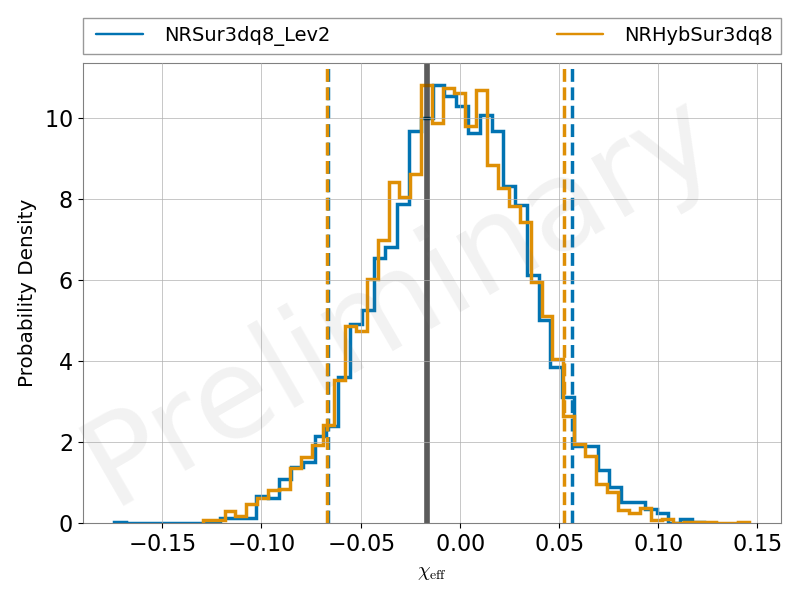 NRSur3dq8_Lev2 NRHybSur3dq8
10
8
6
4
2
0
Probability Density
Preliminary
−0.15 −0.10 −0.05 0.00 0.05 0.10 0.15
χeff